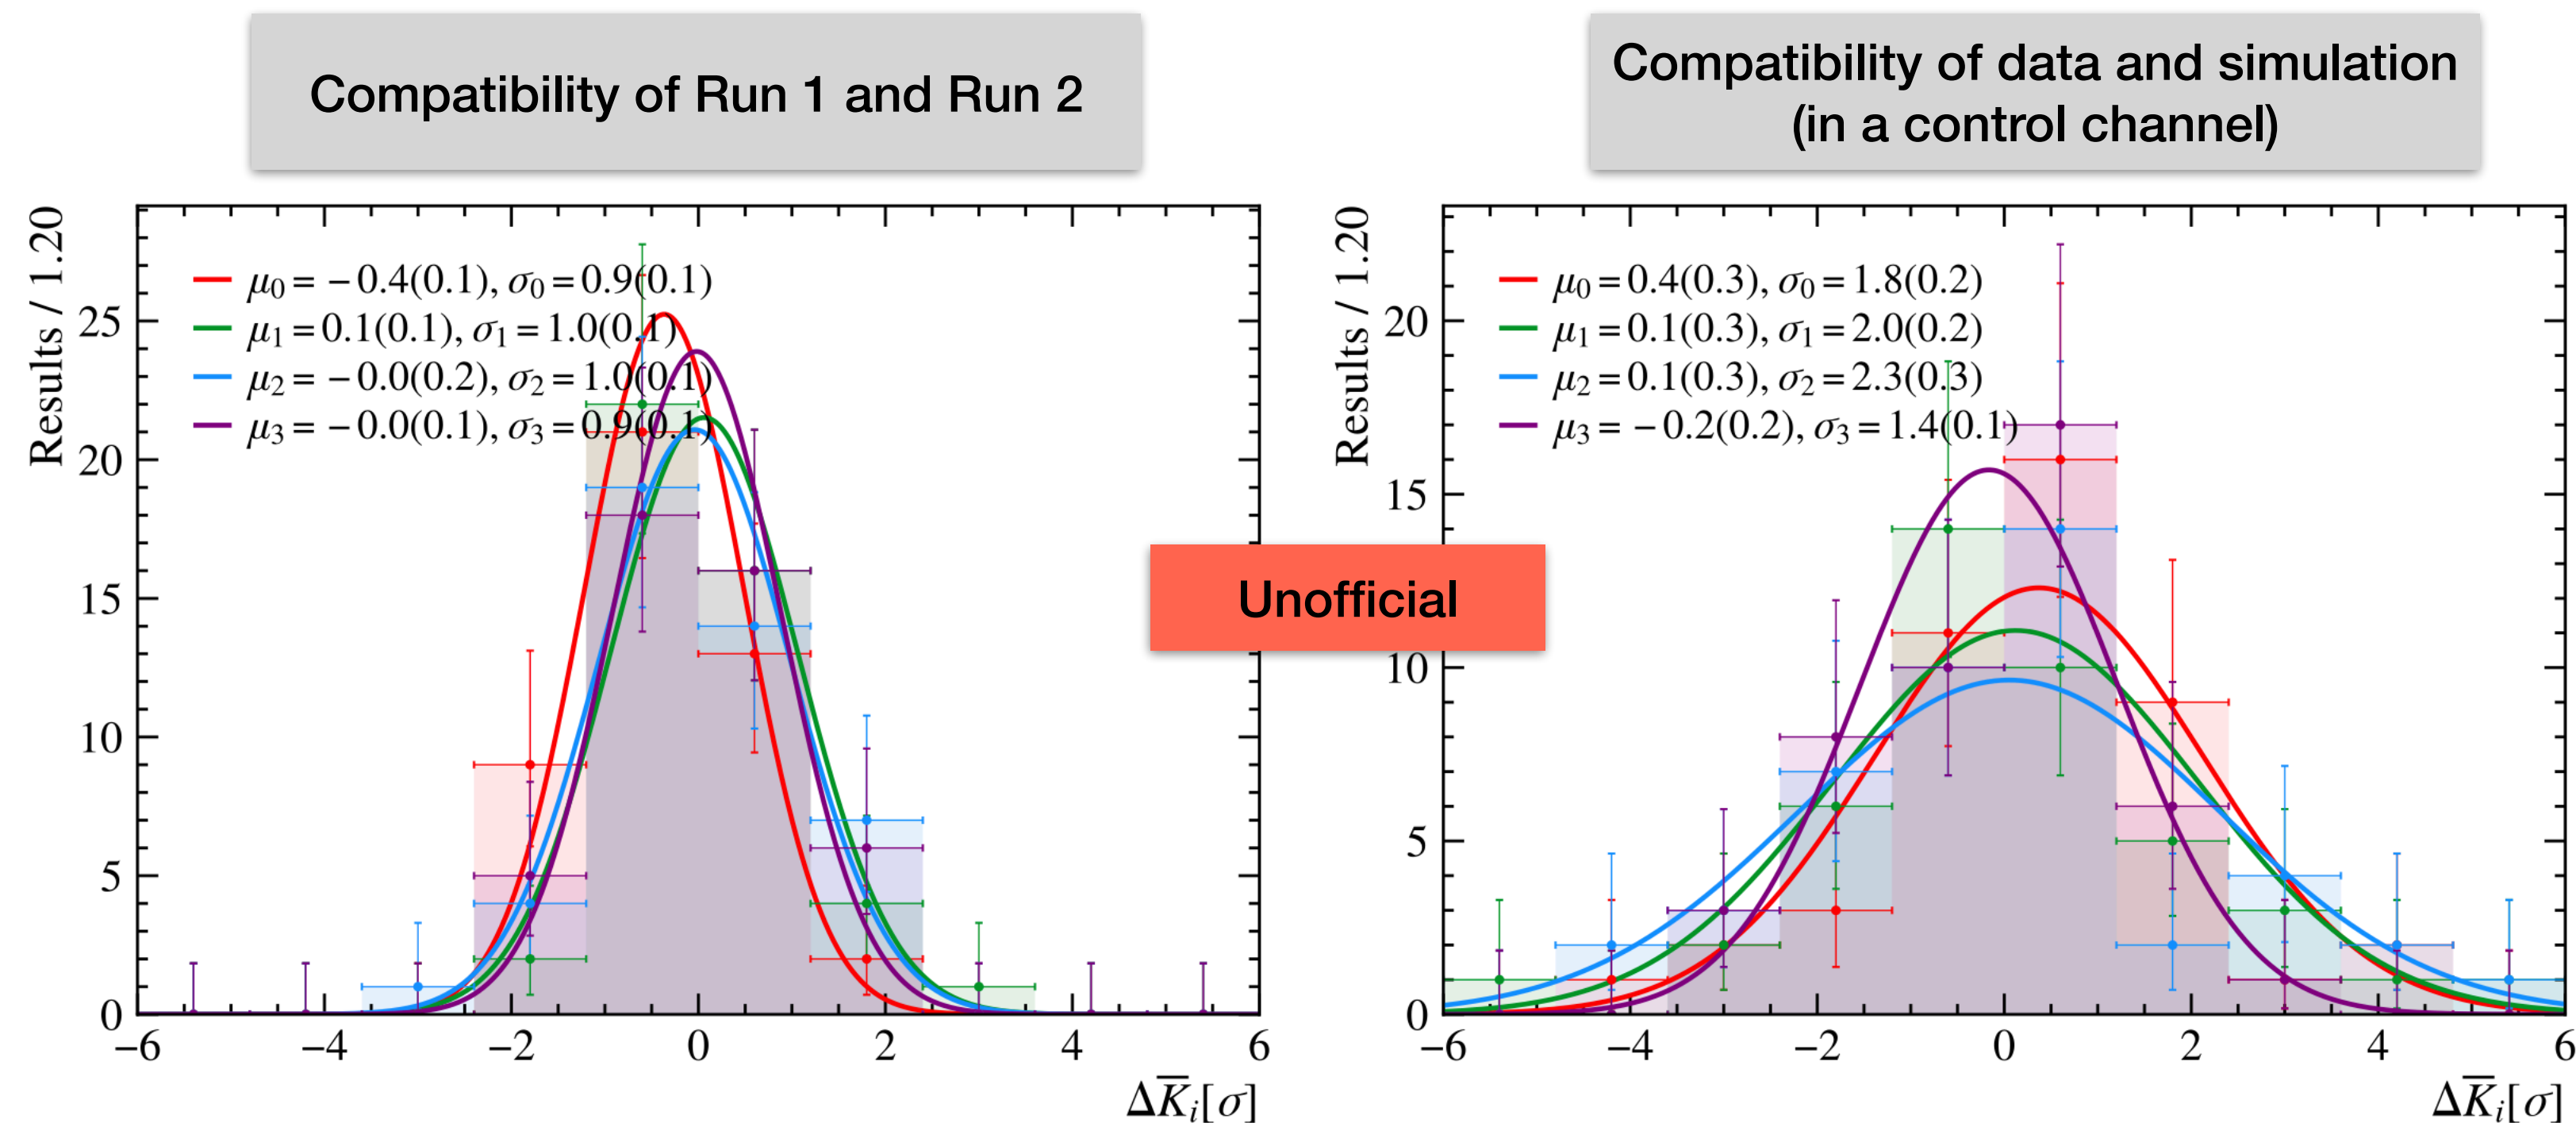 Compatibility of Run 1 and Run 2
Compatibility of data and simulation
(in a control channel)
Results / 1.20
μ₀ = −0.4(0.1), σ₀ = 0.9(0.1)
μ₁ = 0.1(0.1), σ₁ = 1.0(0.1)
μ₂ = −0.0(0.2), σ₂ = 1.0(0.1)
μ₃ = −0.0(0.1), σ₃ = 0.9(0.1)
25
20
15
10
5
0
−6 −4 −2 0 2 4 6
ΔK̅ᵢ[σ]
Unofficial
Results / 1.20
μ₀ = 0.4(0.3), σ₀ = 1.8(0.2)
μ₁ = 0.1(0.3), σ₁ = 2.0(0.2)
μ₂ = 0.1(0.3), σ₂ = 2.3(0.3)
μ₃ = −0.2(0.2), σ₃ = 1.4(0.1)
20
15
10
5
0
−6 −4 −2 0 2 4 6
ΔK̅ᵢ[σ]